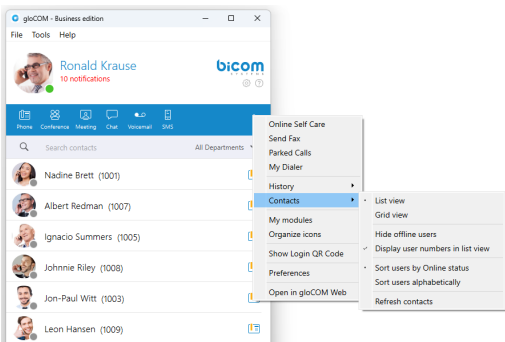 gloCOM - Business edition
File Tools Help
Ronald Krause
10 notifications
bicom
SYSTEMS
Phone Conference Meeting Chat Voicemail SMS
Search contacts
All Departments
Nadine Brett (1001)
Albert Redman (1007)
Ignacio Summers (1005)
Johnnie Riley (1008)
Jon-Paul Witt (1003)
Leon Hansen (1009)
Online Self Care
Send Fax
Parked Calls
My Dialer
History
Contacts
My modules
Organize icons
Show Login QR Code
Preferences
Open in gloCOM Web
List view
Grid view
Hide offline users
Display user numbers in list view
Sort users by Online status
Sort users alphabetically
Refresh contacts